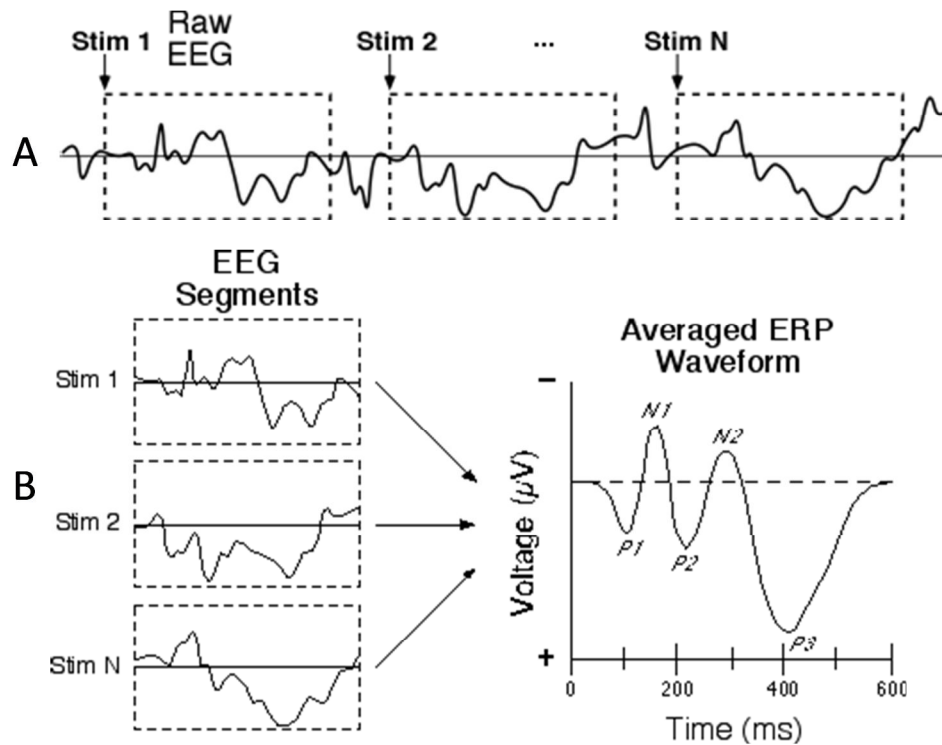 Raw
EEG
Stim 1
Stim 2
...
Stim N
A
EEG
Segments
Averaged ERP
Waveform
Stim 1
B
Stim 2
Stim N
−
Voltage (µV)
+
N1
N2
P1
P2
P3
0
200
400
600
Time (ms)